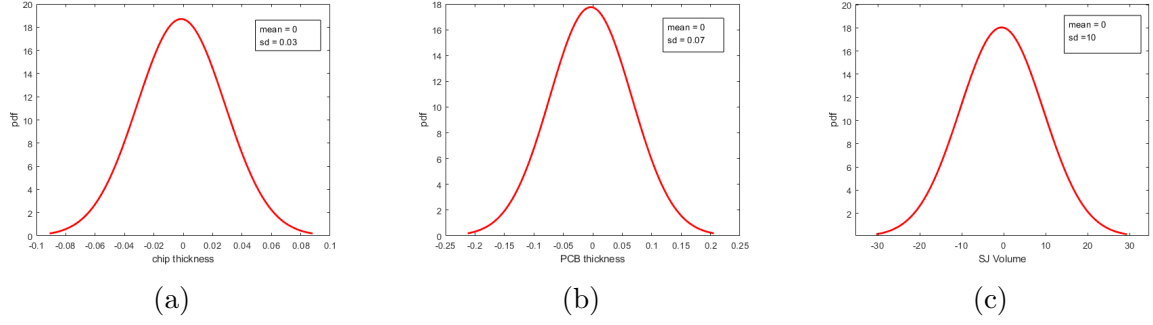 20
18
16
14
12
10
8
6
4
2
0
pdf
mean = 0
sd = 0.03
-0.1 -0.08 -0.06 -0.04 -0.02 0 0.02 0.04 0.06 0.08 0.1
chip thickness
(a)
18
16
14
12
10
8
6
4
2
0
pdf
mean = 0
sd = 0.07
-0.25 -0.2 -0.15 -0.1 -0.05 0 0.05 0.1 0.15 0.2 0.25
PCB thickness
(b)
20
18
16
14
12
10
8
6
4
2
pdf
mean = 0
sd =10
-30 -20 -10 0 10 20 30
SJ Volume
(c)